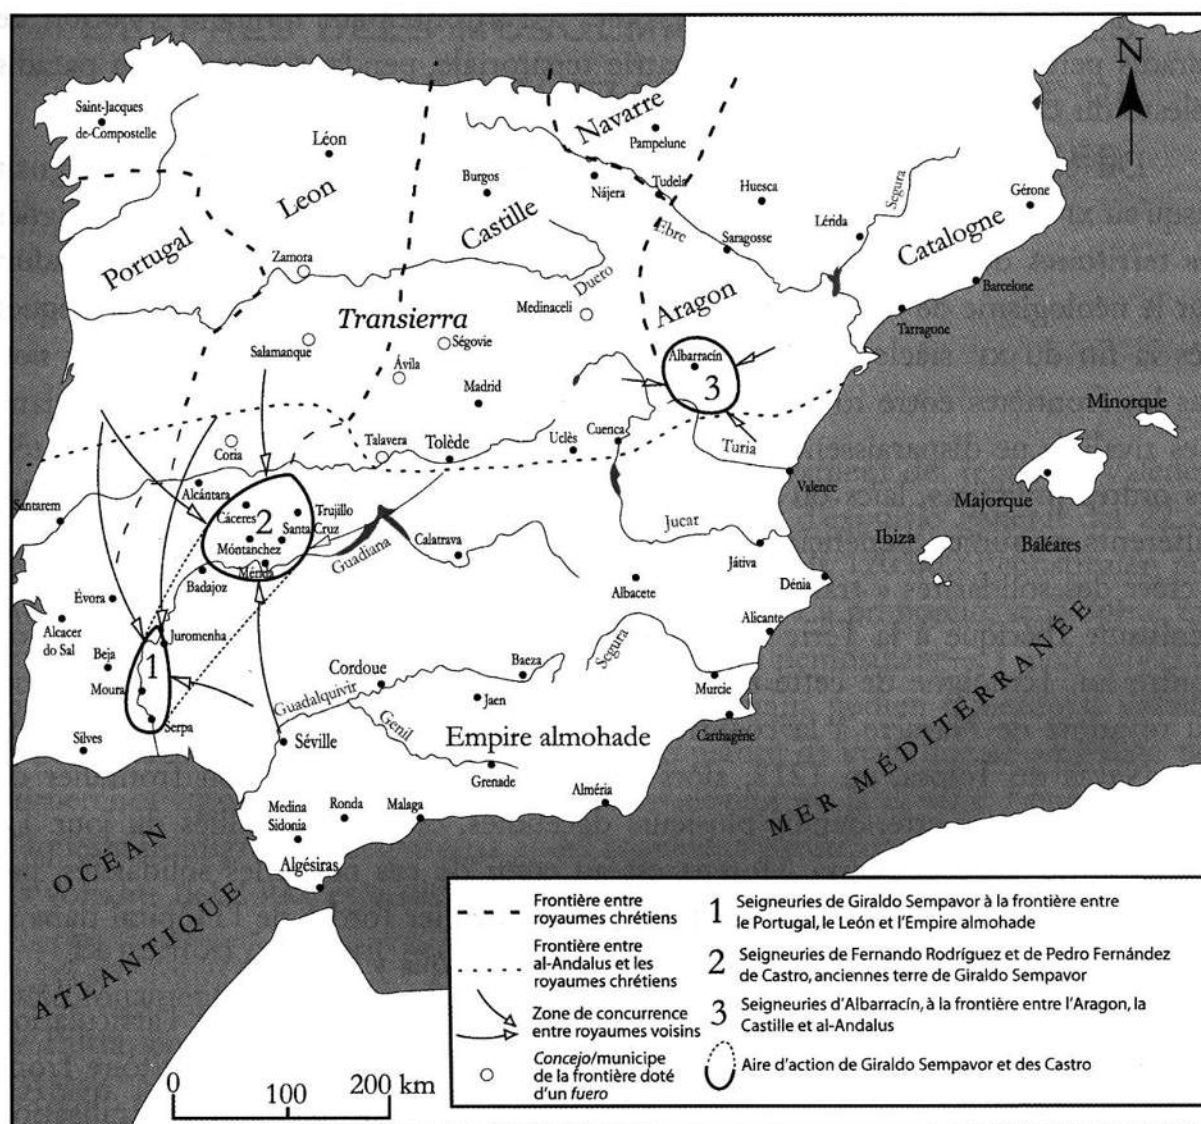 N
Saint-Jacques
de-Compostelle
Léon
Leon
Burgos
Castille
Navarre
Pampelune
Nájera
Tudela
Huesca
Ebre
Saragosse
Lérida
Segura
Gérone
Catalogne
Barcelone
Tarragone
Portugal
Zamora
Duero
Medinaceli
Transierra
Salamanque
Ségovie
Ávila
Madrid
Aragon
Albarracín
3
Minorque
Majorque
Ibiza
Baléares
Coria
Talavera
Tolède
Uclès
Cuenca
Turia
Valence
Santarem
Alcántara
Cáceres
2
Trujillo
Santa Cruz
Móntanchez
Mérida
Badajoz
Guadiana
Calatrava
Jucar
Játiva
Dénia
Albacete
Alicante
Évora
Alcacer
do Sal
Juromenha
Beja
1
Moura
Serpa
Silves
Cordoue
Baeza
Segura
Guadalquivir
Jaen
Murcie
Genil
Séville
Empire almohade
Carthagène
Grenade
Alméria
Medina
Sidonia
Ronda
Malaga
Algésiras
OCÉAN
ATLANTIQUE
MER MÉDITERRANÉE
Frontière entre
royaumes chrétiens
Frontière entre
al-Andalus et les
royaumes chrétiens
Zone de concurrence
entre royaumes voisins
Concejo/municipe
de la frontière doté
d'un fuero
1 Seigneuries de Giraldo Sempavor à la frontière entre
le Portugal, le León et l'Empire almohade
2 Seigneuries de Fernando Rodríguez et de Pedro Fernández
de Castro, anciennes terre de Giraldo Sempavor
3 Seigneuries d'Albarracín, à la frontière entre l'Aragon, la
Castille et al-Andalus
Aire d'action de Giraldo Sempavor et des Castro
0 100 200 km